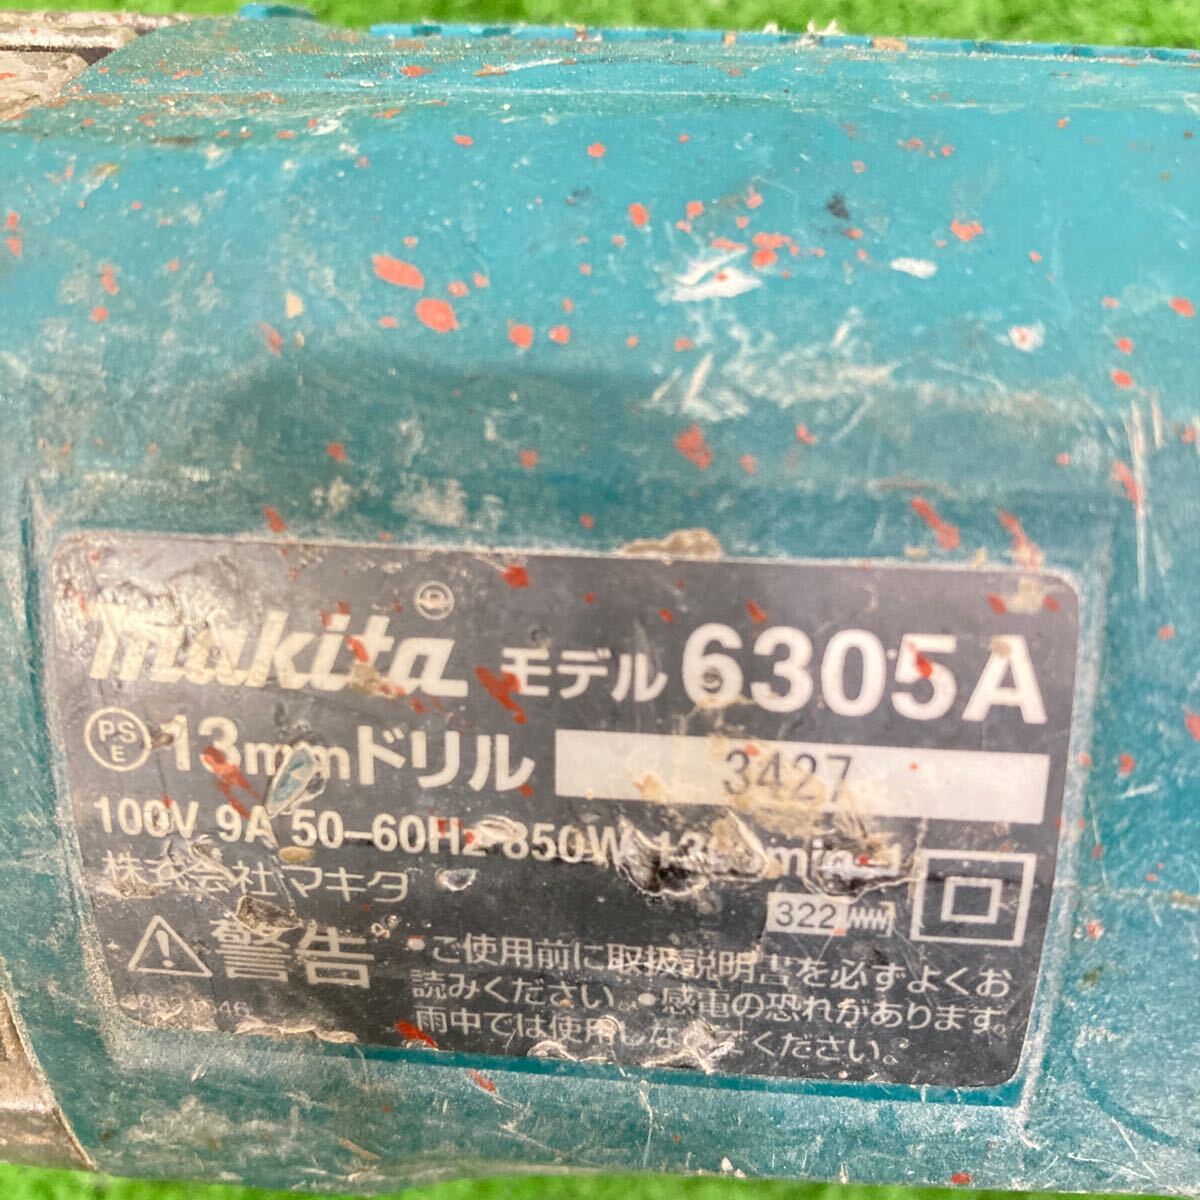 makita® モデル 6305A
PS E 13mmドリル 3427
100V 9A 50-60Hz 850W min-1
株式会社マキタ
322
警告 ・ご使用前に取扱説明書を必ずよくお
読みください。・感電の恐れがあります。
雨中では使用しないでください。